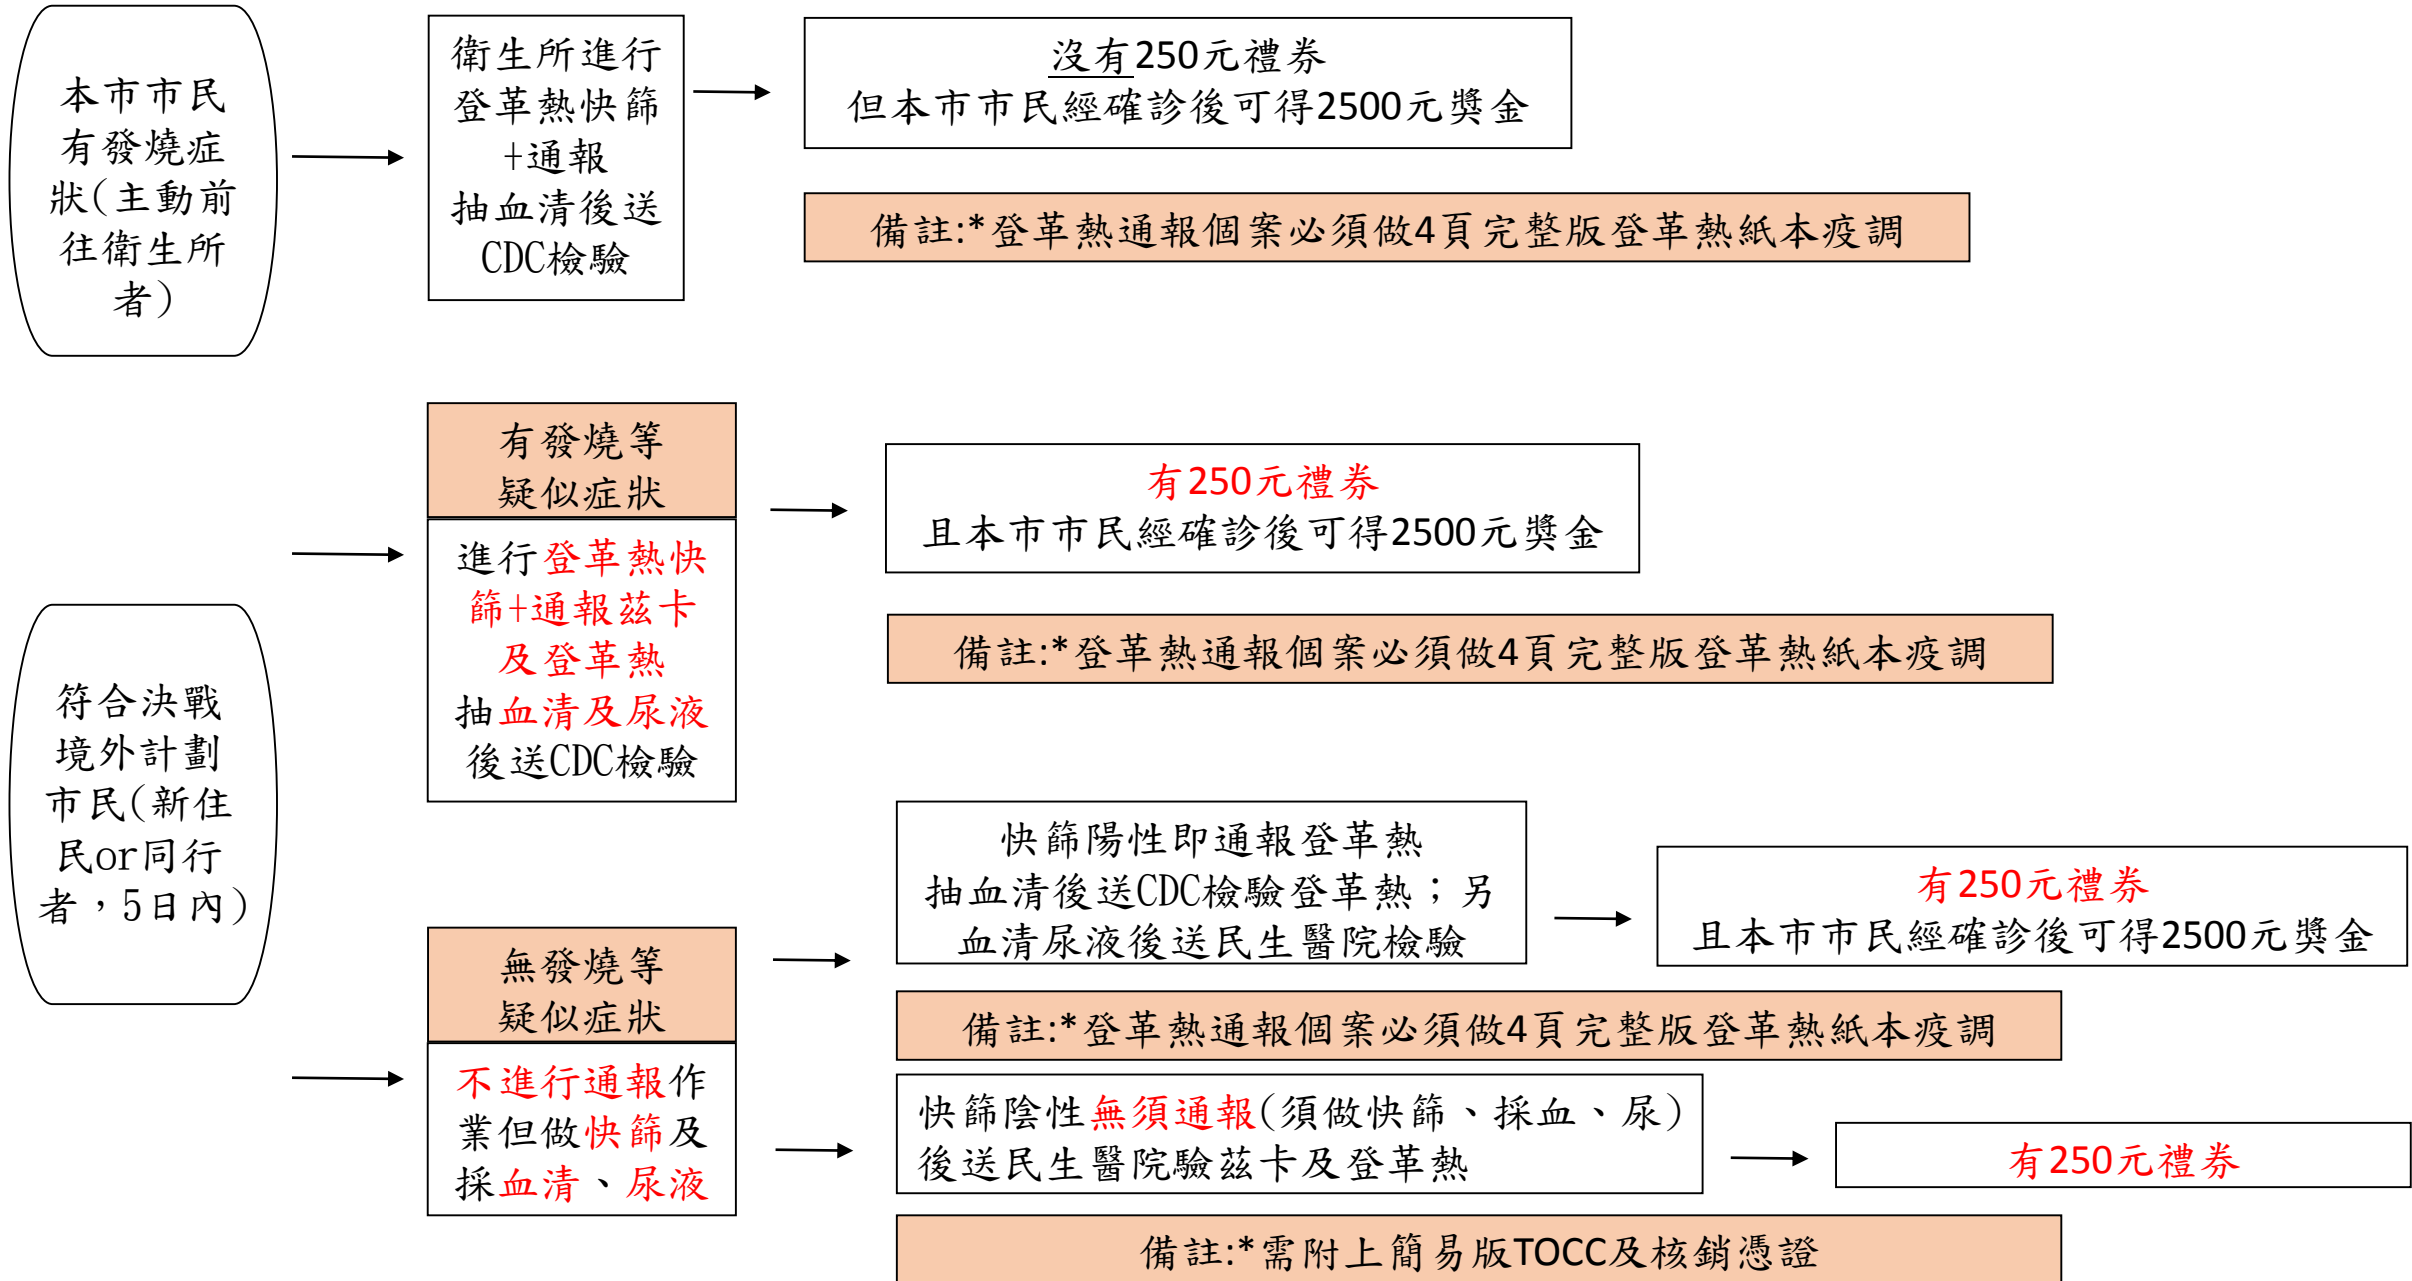 本市市民
有發燒症
狀(主動前
往衛生所
者)
衛生所進行
登革熱快篩
+通報
抽血清後送
CDC檢驗
沒有250元禮券
但本市市民經確診後可得2500元獎金
備註:*登革熱通報個案必須做4頁完整版登革熱紙本疫調
符合決戰
境外計劃
市民(新住
民or同行
者，5日內)
有發燒等
疑似症狀
進行登革熱快
篩+通報茲卡
及登革熱
抽血清及尿液
後送CDC檢驗
有250元禮券
且本市市民經確診後可得2500元獎金
備註:*登革熱通報個案必須做4頁完整版登革熱紙本疫調
無發燒等
疑似症狀
不進行通報作
業但做快篩及
採血清、尿液
快篩陽性即通報登革熱
抽血清後送CDC檢驗登革熱；另
血清尿液後送民生醫院檢驗
有250元禮券
且本市市民經確診後可得2500元獎金
備註:*登革熱通報個案必須做4頁完整版登革熱紙本疫調
快篩陰性無須通報(須做快篩、採血、尿)
後送民生醫院驗茲卡及登革熱
有250元禮券
備註:*需附上簡易版TOCC及核銷憑證